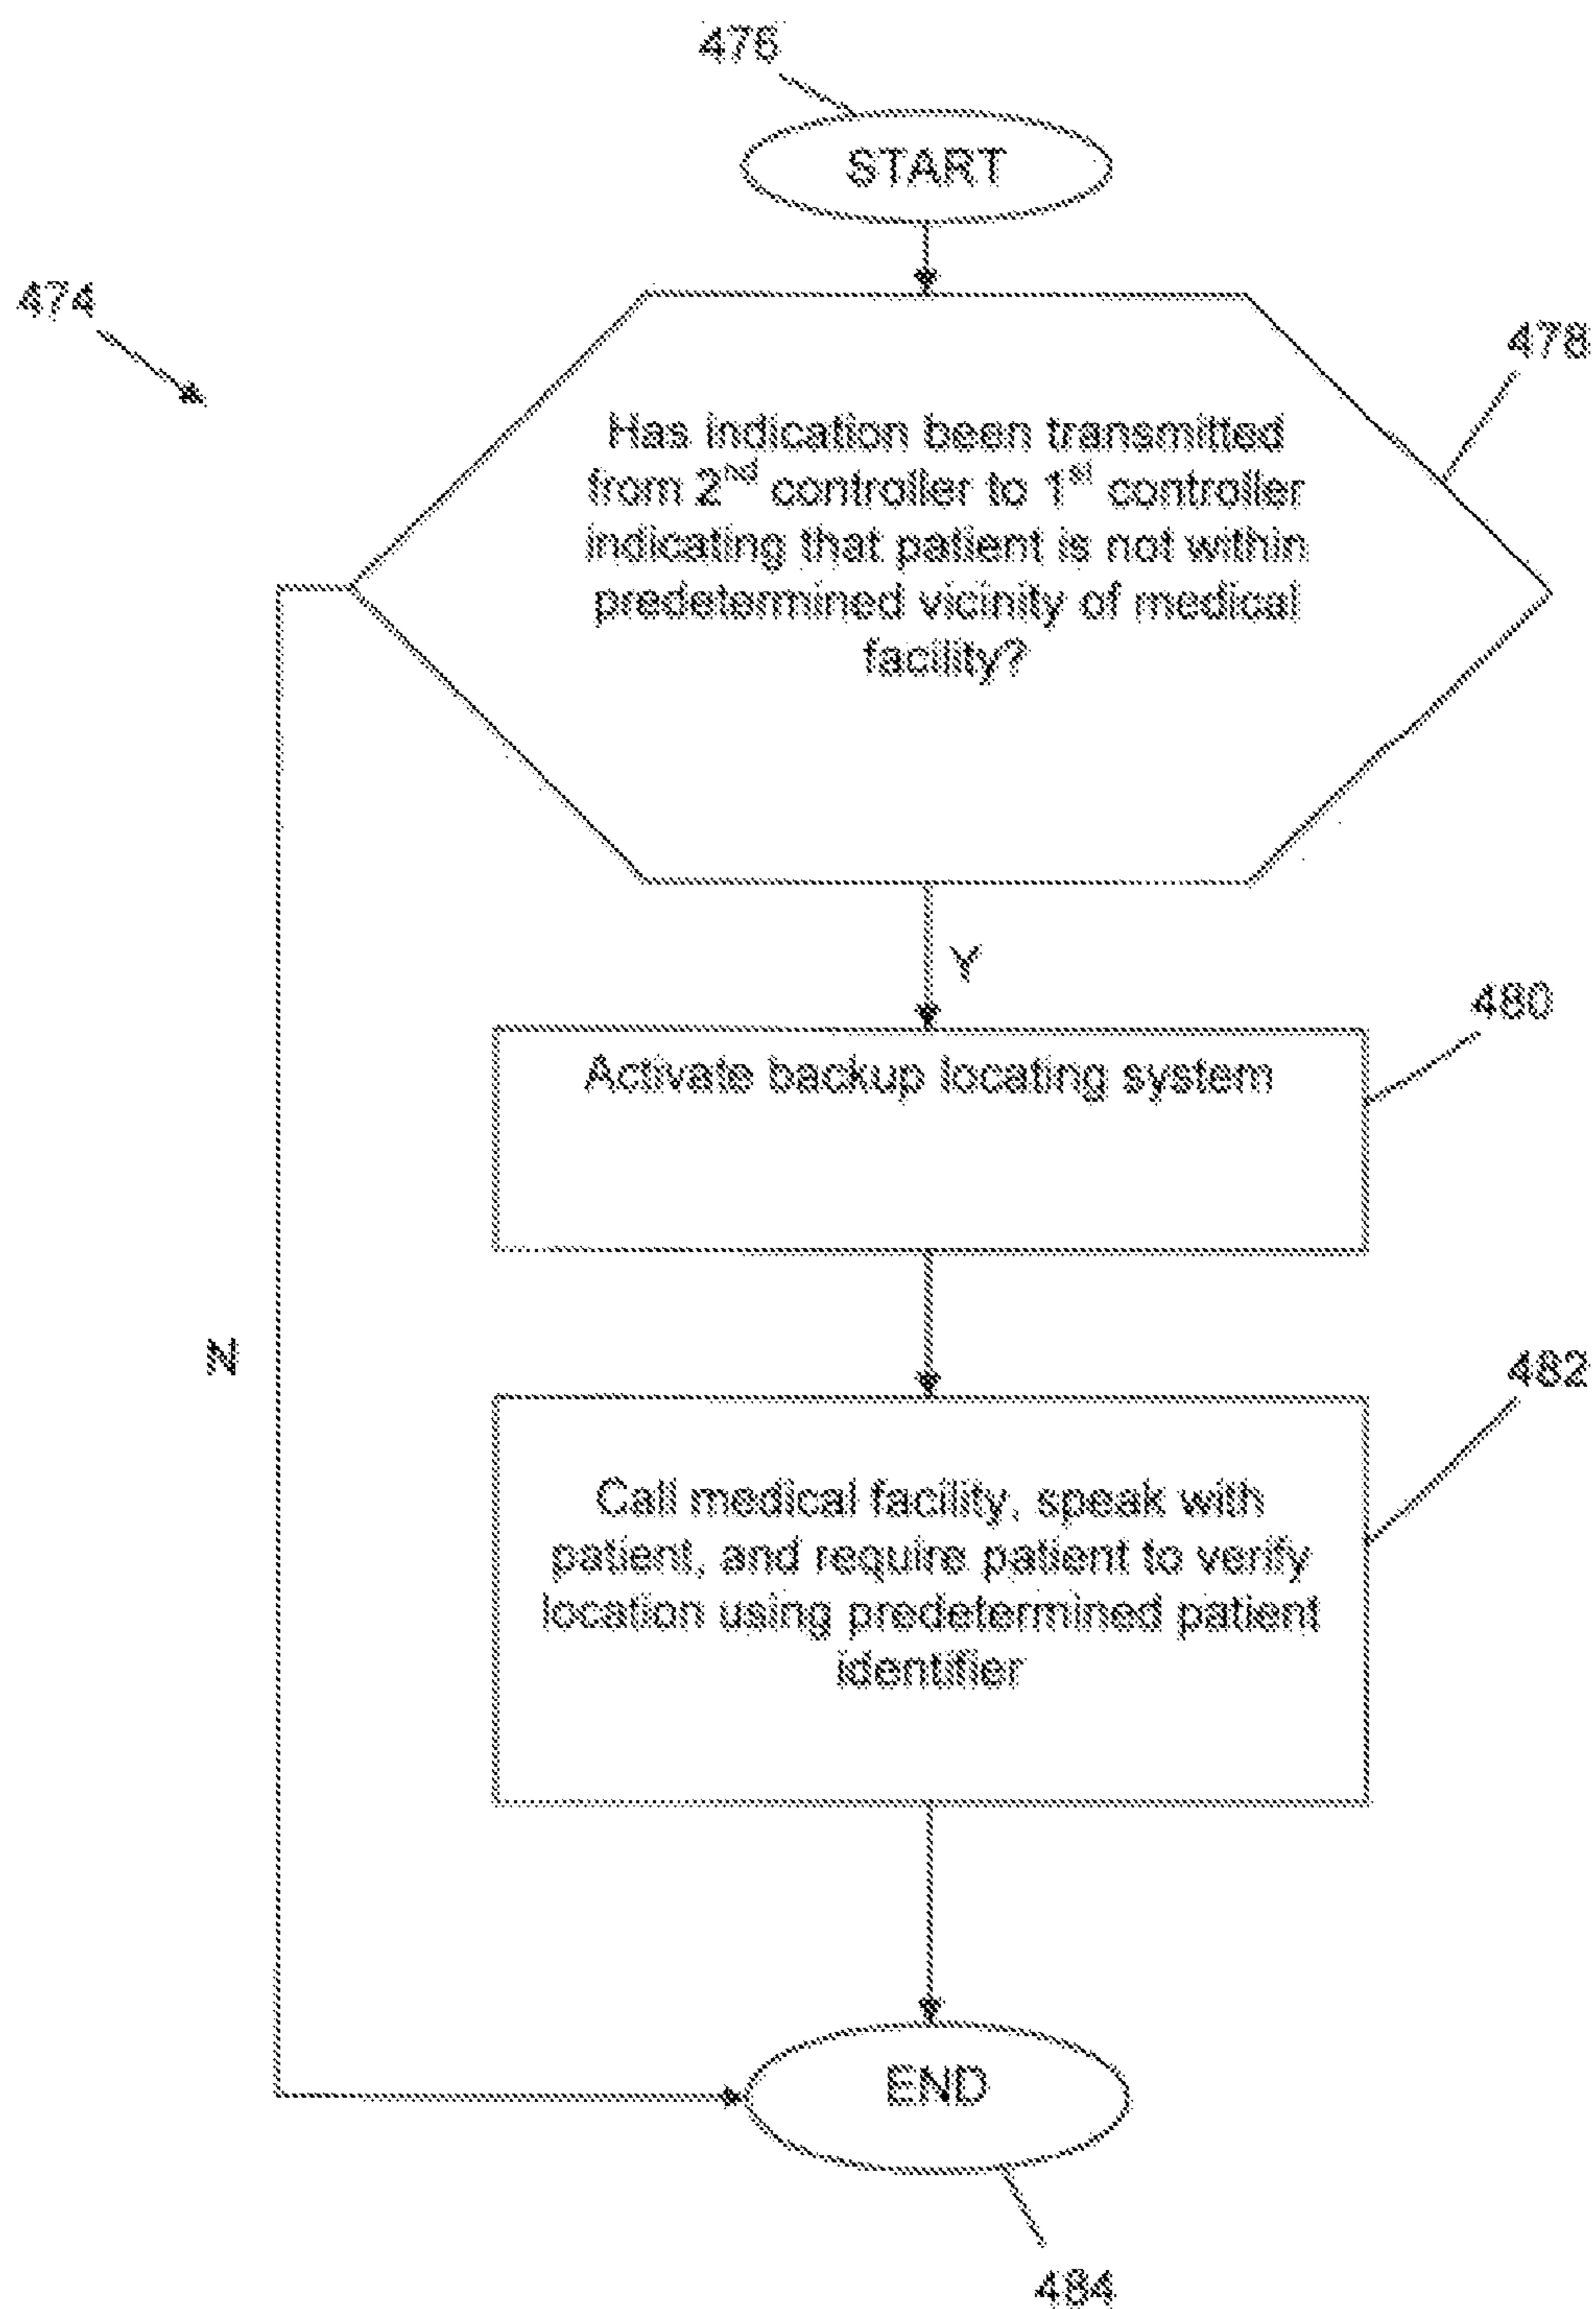 476
START
474
478
Has indication been transmitted
from 2nd controller to 1st controller
indicating that patient is not within
predetermined vicinity of medical
facility?
Y
480
Activate backup locating system
N
482
Call medical facility, speak with
patient, and require patient to verify
location using predetermined patient
identifier
END
484